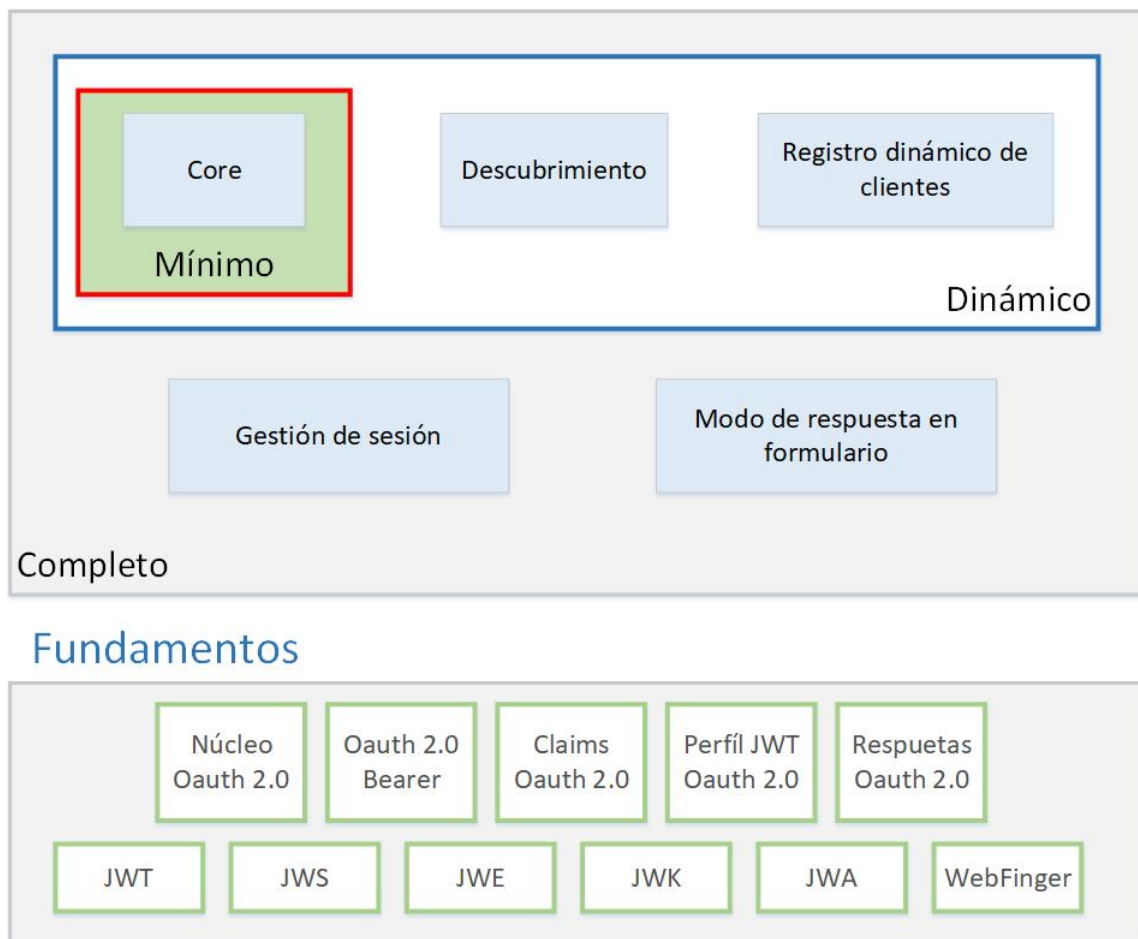 Core
Descubrimiento
Registro dinámico de
clientes
Mínimo
Dinámico
Gestión de sesión
Modo de respuesta en
formulario
Completo
Fundamentos
Núcleo
Oauth 2.0
Oauth 2.0
Bearer
Claims
Oauth 2.0
Perfíl JWT
Oauth 2.0
Respuetas
Oauth 2.0
JWT
JWS
JWE
JWK
JWA
WebFinger